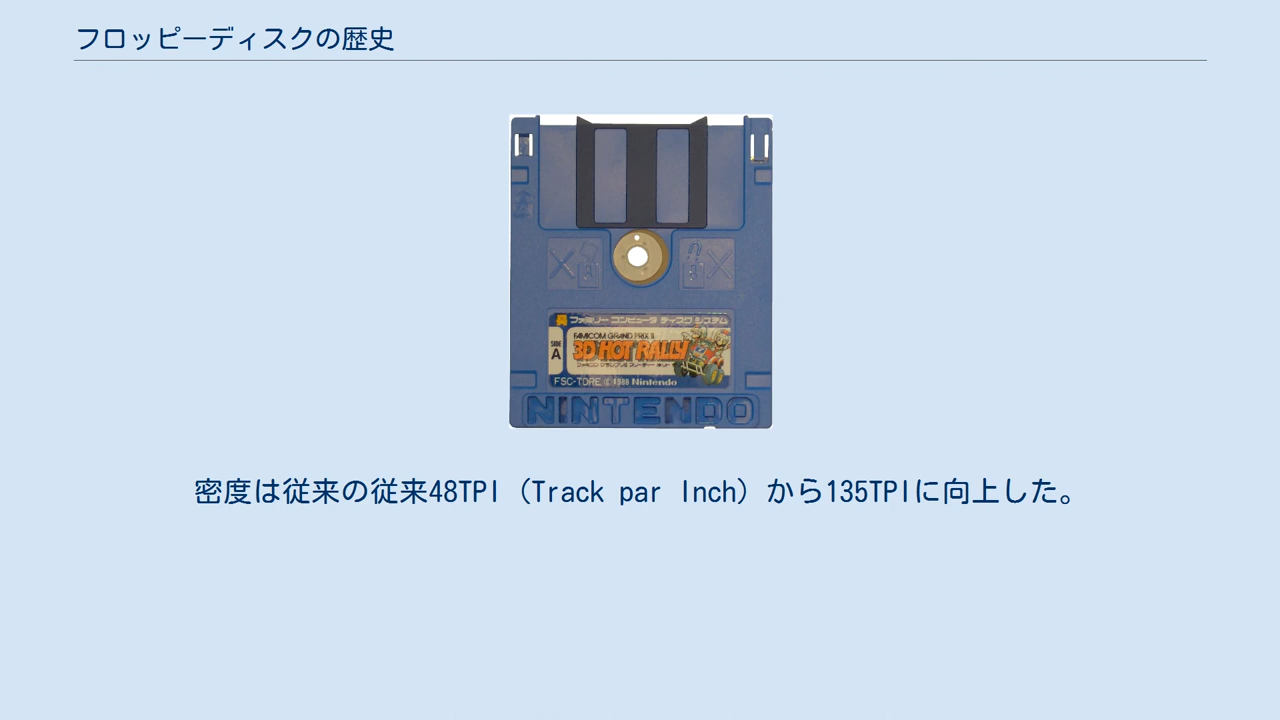 フロッピーディスクの歴史
ファミリー コンピュータ ディスク システム
SIDE
A
FAMICOM GRAND PRIX II
3D HOT RALLY
FSC-TDRE ©1988 Nintendo
NINTENDO
密度は従来の従来48TPI（Track par Inch）から135TPIに向上した。